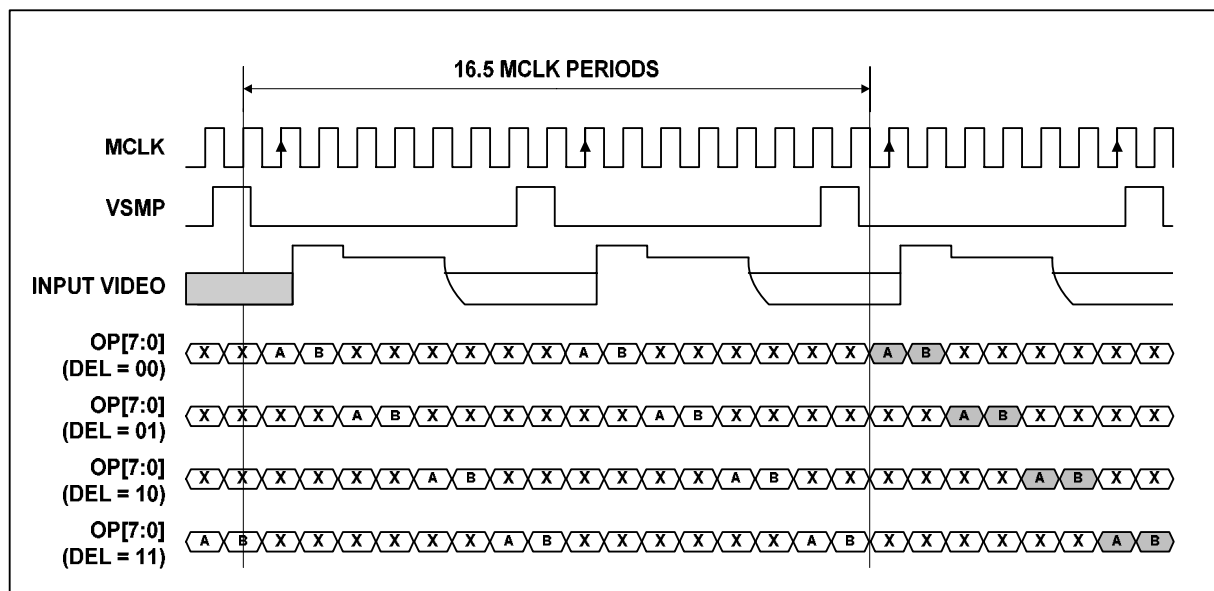 16.5 MCLK PERIODS
MCLK
VSMP
INPUT VIDEO
OP[7:0]
(DEL = 00)
X X A B X X X X X X A B X X X X X X A B X X X X X X
OP[7:0]
(DEL = 01)
X X X X A B X X X X X X A B X X X X X X A B X X X X
OP[7:0]
(DEL = 10)
X X X X X X A B X X X X X X A B X X X X X X A B X X
OP[7:0]
(DEL = 11)
A B X X X X X X A B X X X X X X A B X X X X X X A B